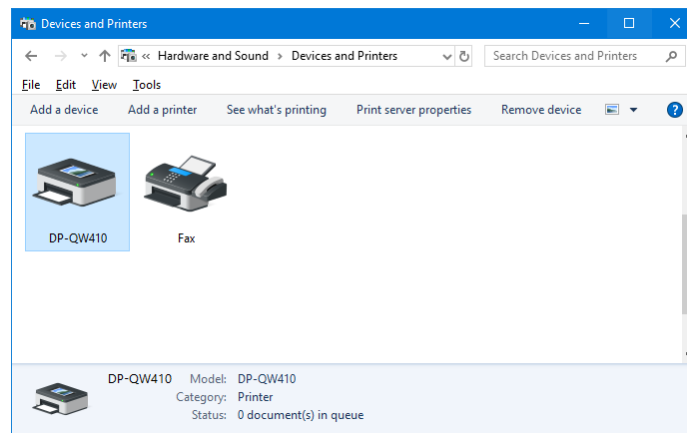 Devices and Printers
« Hardware and Sound > Devices and Printers Search Devices and Printers
File Edit View Tools
Add a device Add a printer See what's printing Print server properties Remove device ?
DP-QW410 Fax
DP-QW410 Model: DP-QW410
Category: Printer
Status: 0 document(s) in queue